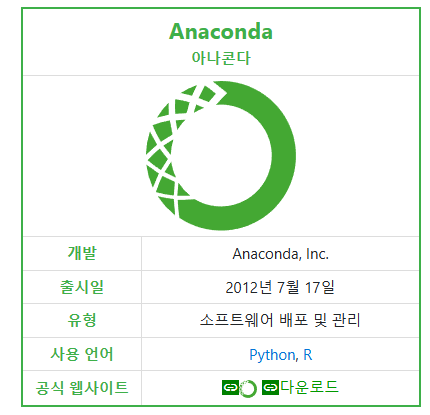 Anaconda
아나콘다
개발 Anaconda, Inc.
출시일 2012년 7월 17일
유형 소프트웨어 배포 및 관리
사용 언어 Python, R
공식 웹사이트 다운로드